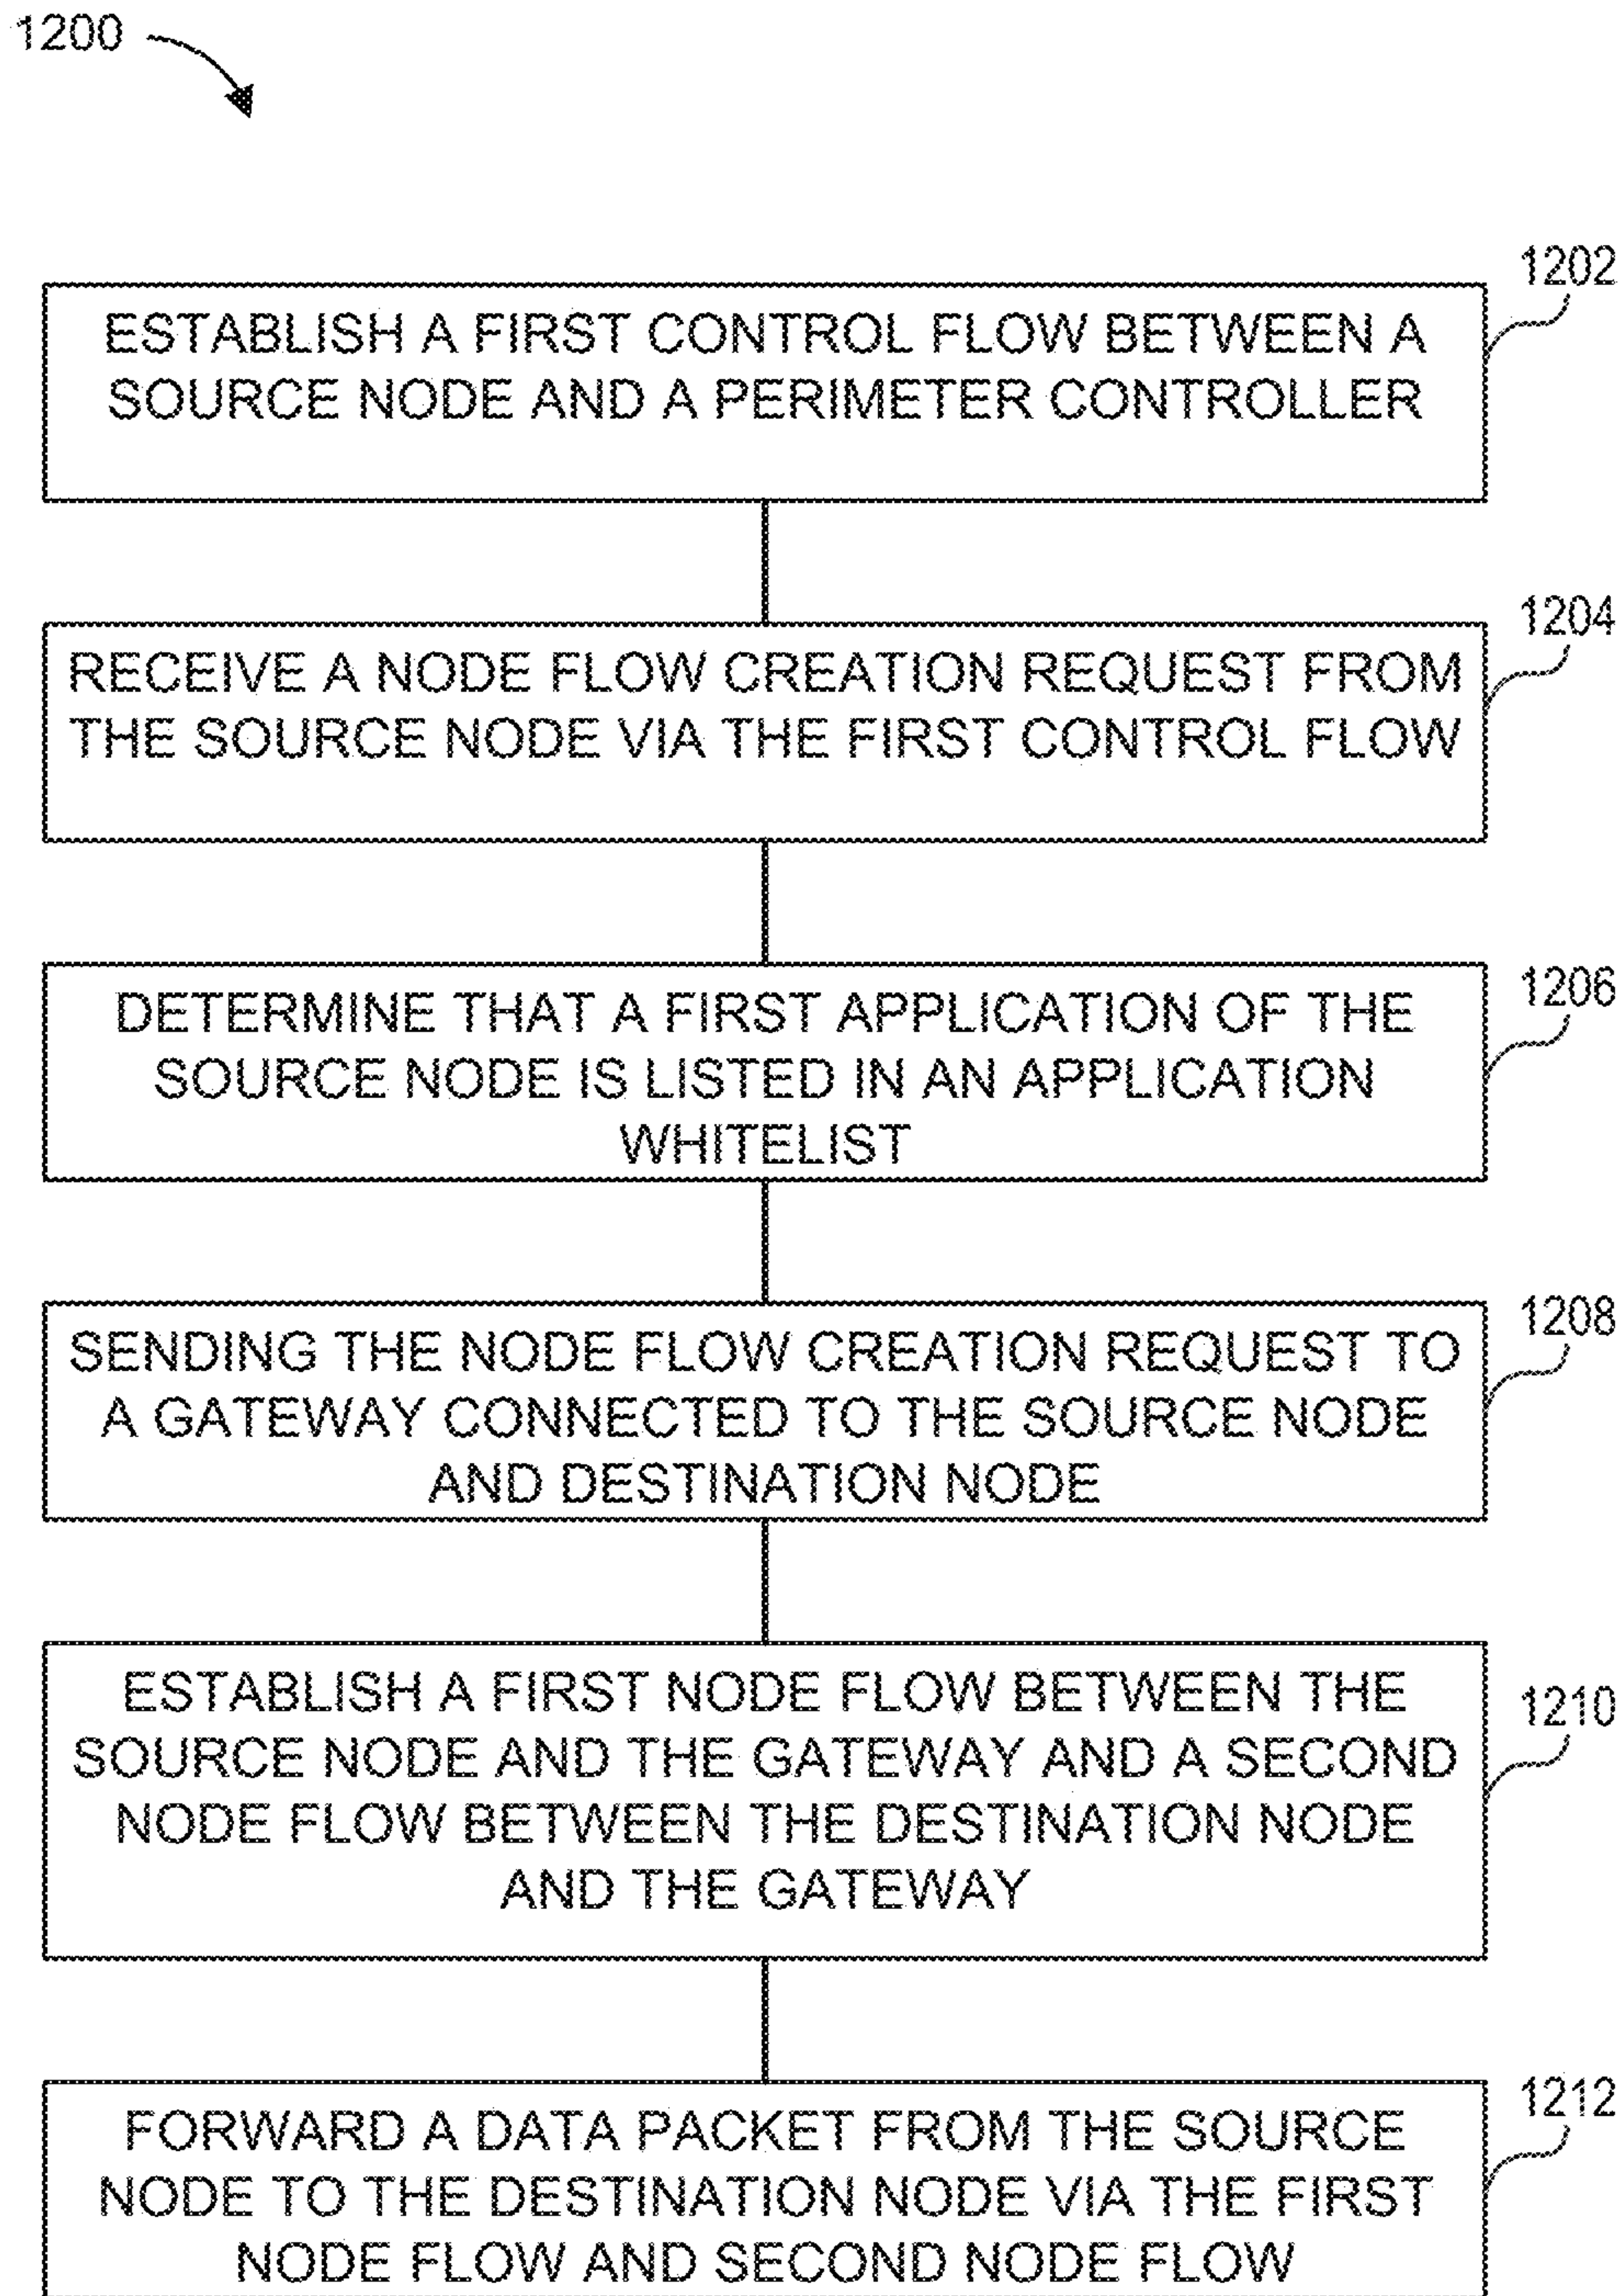 1200
1202
ESTABLISH A FIRST CONTROL FLOW BETWEEN A
SOURCE NODE AND A PERIMETER CONTROLLER
1204
RECEIVE A NODE FLOW CREATION REQUEST FROM
THE SOURCE NODE VIA THE FIRST CONTROL FLOW
1206
DETERMINE THAT A FIRST APPLICATION OF THE
SOURCE NODE IS LISTED IN AN APPLICATION
WHITELIST
1208
SENDING THE NODE FLOW CREATION REQUEST TO
A GATEWAY CONNECTED TO THE SOURCE NODE
AND DESTINATION NODE
1210
ESTABLISH A FIRST NODE FLOW BETWEEN THE
SOURCE NODE AND THE GATEWAY AND A SECOND
NODE FLOW BETWEEN THE DESTINATION NODE
AND THE GATEWAY
1212
FORWARD A DATA PACKET FROM THE SOURCE
NODE TO THE DESTINATION NODE VIA THE FIRST
NODE FLOW AND SECOND NODE FLOW